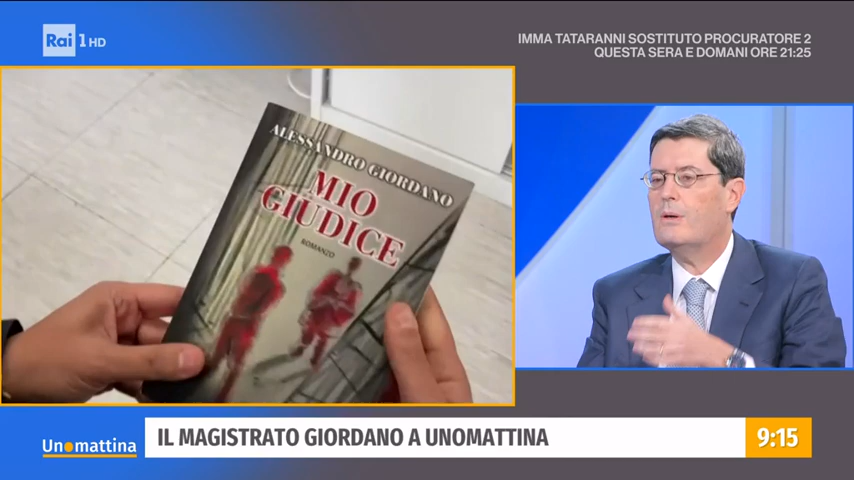 Rai 1 HD
IMMA TATARANNI SOSTITUTO PROCURATORE 2
QUESTA SERA E DOMANI ORE 21:25
ALESSANDRO GIORDANO
MIO
GIUDICE
ROMANZO
Unomattina
IL MAGISTRATO GIORDANO A UNOMATTINA
9:15